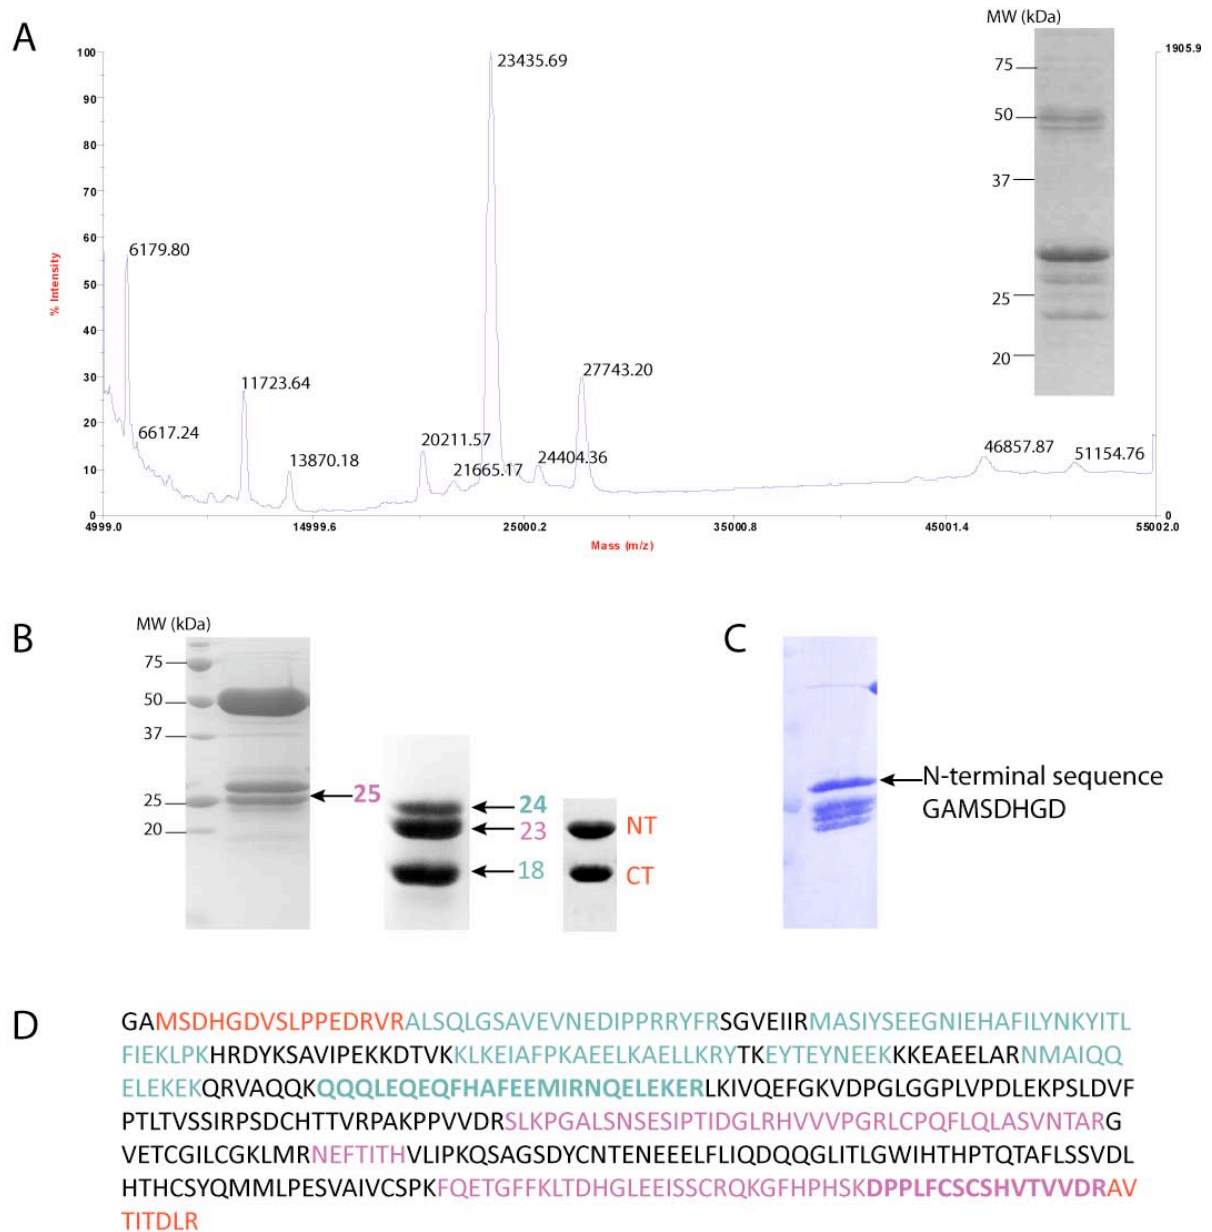 A
MW (kDa)
75
50
37
25
20
100
90
80
70
60
50
40
30
20
10
0
% Intensity
1905.9
0
23435.69
6179.80
6617.24
11723.64
13870.18
20211.57
21665.17
24404.36
27743.20
46857.87
51154.76
4999.0
14999.6
25000.2
35000.8
45001.4
55002.0
Mass (m/z)
B
MW (kDa)
75
50
37
25
20
25
24
23
18
NT
CT
C
N-terminal sequence
GAMSDHGD
D
GAMSDHGDVSLPPEDRVRALSQLGSAVEVNEDIPPRRYFRSGVEIIRMASIYSEEGNIEHAFILYNKYITL
FIEKLPKHRDYKSAVIPEKKDTVKKLKEIAFPKAEELKAELLKRYTKEYTEYNEEKKKEAEELARNMAIQQ
ELEKEKQRVAQQKQQQLEQEQFHAFEEMIRNQELEKERLKIVQEFGKVDPGLGGPLVPDLEKPSLDVF
PTLTVSSIRPSDCHTTVRPAKPPVVDRSLKPGALSNSESIPTIDGLRHVVVPGRLCPQFLQLASVNTARG
VETCGILCGKLMRNEFTITHVLIPKQSAGSDYCNTENEEELFLIQDQQGLITLGWIHTHPTQTAFLSSVDL
HTHCSYQMMLPESVAIVCSPKFQETGFFKLTDHGLEEISSCRQKGFHPHSKDPPLFCSCSHVTVVDRAV
TITDLR